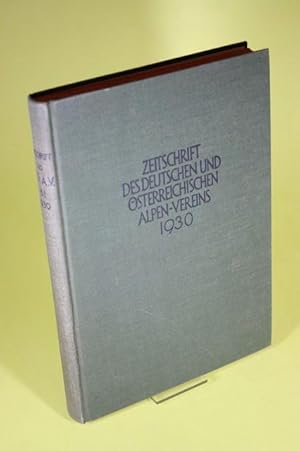 ZEITSCHRIFT
DES DEUTSCHEN UND
ÖSTERREICHISCHEN
ALPEN-VEREINS
1930